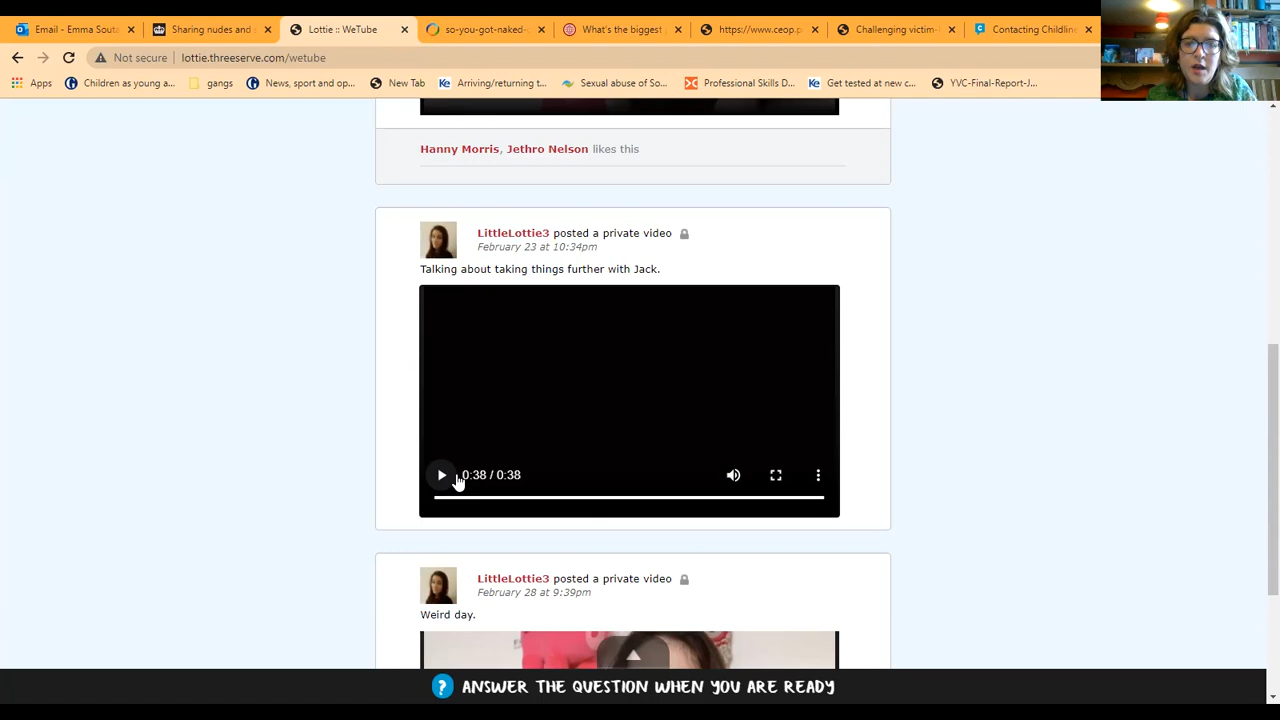 Email - Emma Souta
Sharing nudes and s
Lottie :: WeTube
so-you-got-naked-o
What's the biggest
https://www.ceop.p
Challenging victim-b
Contacting Childline
Not secure
lottie.threeserve.com/wetube
Apps
Children as young a...
gangs
News, sport and op...
New Tab
Arriving/returning t...
Sexual abuse of So...
Professional Skills D...
Get tested at new c...
YVC-Final-Report-J...
Hanny Morris, Jethro Nelson likes this
LittleLottie3 posted a private video
February 23 at 10:34pm
Talking about taking things further with Jack.
0:38 / 0:38
LittleLottie3 posted a private video
February 28 at 9:39pm
Weird day.
? ANSWER THE QUESTION WHEN YOU ARE READY